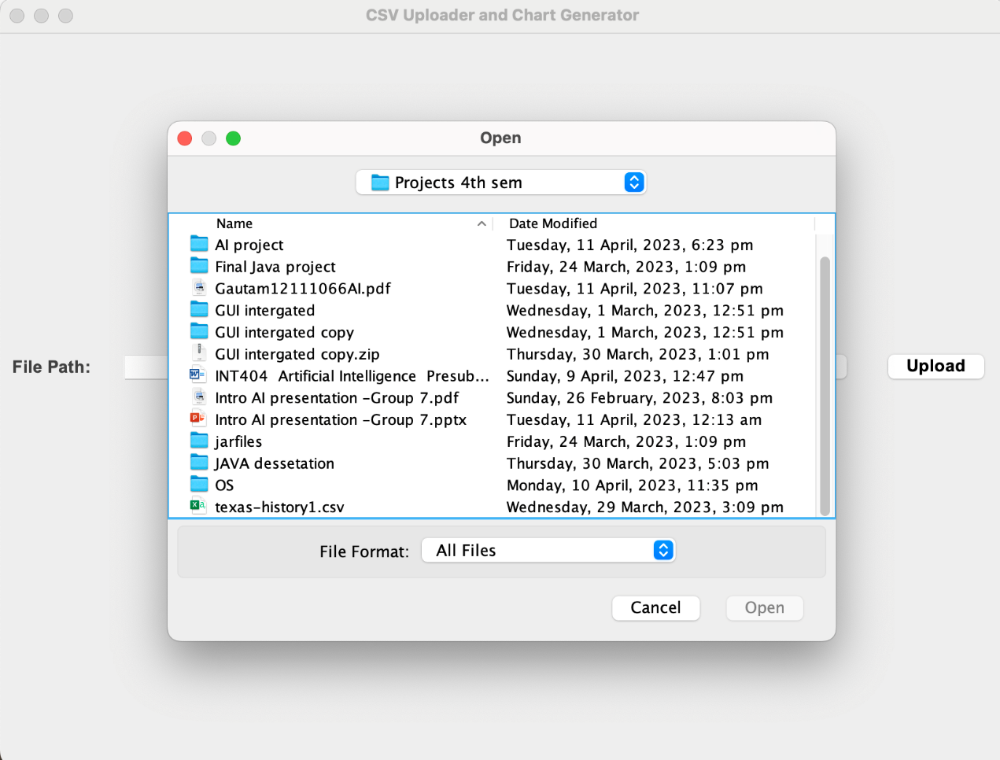 CSV Uploader and Chart Generator
Open
Projects 4th sem
Name Date Modified
AI project Tuesday, 11 April, 2023, 6:23 pm
Final Java project Friday, 24 March, 2023, 1:09 pm
Gautam12111066AI.pdf Tuesday, 11 April, 2023, 11:07 pm
GUI intergated Wednesday, 1 March, 2023, 12:51 pm
GUI intergated copy Wednesday, 1 March, 2023, 12:51 pm
GUI intergated copy.zip Thursday, 30 March, 2023, 1:01 pm
INT404 Artificial Intelligence Presub... Sunday, 9 April, 2023, 12:47 pm
Intro AI presentation -Group 7.pdf Sunday, 26 February, 2023, 8:03 pm
Intro AI presentation -Group 7.pptx Tuesday, 11 April, 2023, 12:13 am
jarfiles Friday, 24 March, 2023, 1:09 pm
JAVA dessetation Thursday, 30 March, 2023, 5:03 pm
OS Monday, 10 April, 2023, 11:35 pm
texas-history1.csv Wednesday, 29 March, 2023, 3:09 pm
File Path: Upload
File Format: All Files
Cancel Open